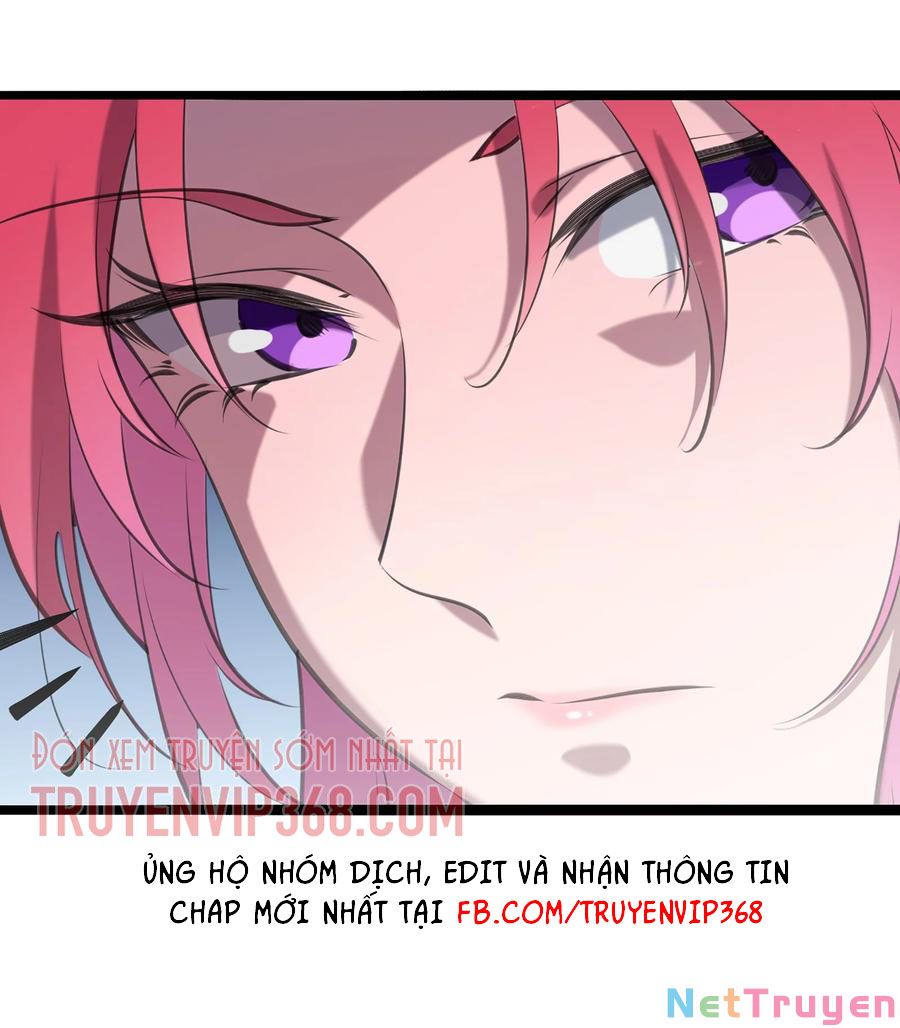 ĐÓN XEM TRUYỆN SỚM NHẤT TẠI
TRUYENVIP368.COM
ỦNG HỘ NHÓM DỊCH, EDIT VÀ NHẬN THÔNG TIN
CHAP MỚI NHẤT TẠI FB.COM/TRUYENVIP368
NetTruyen